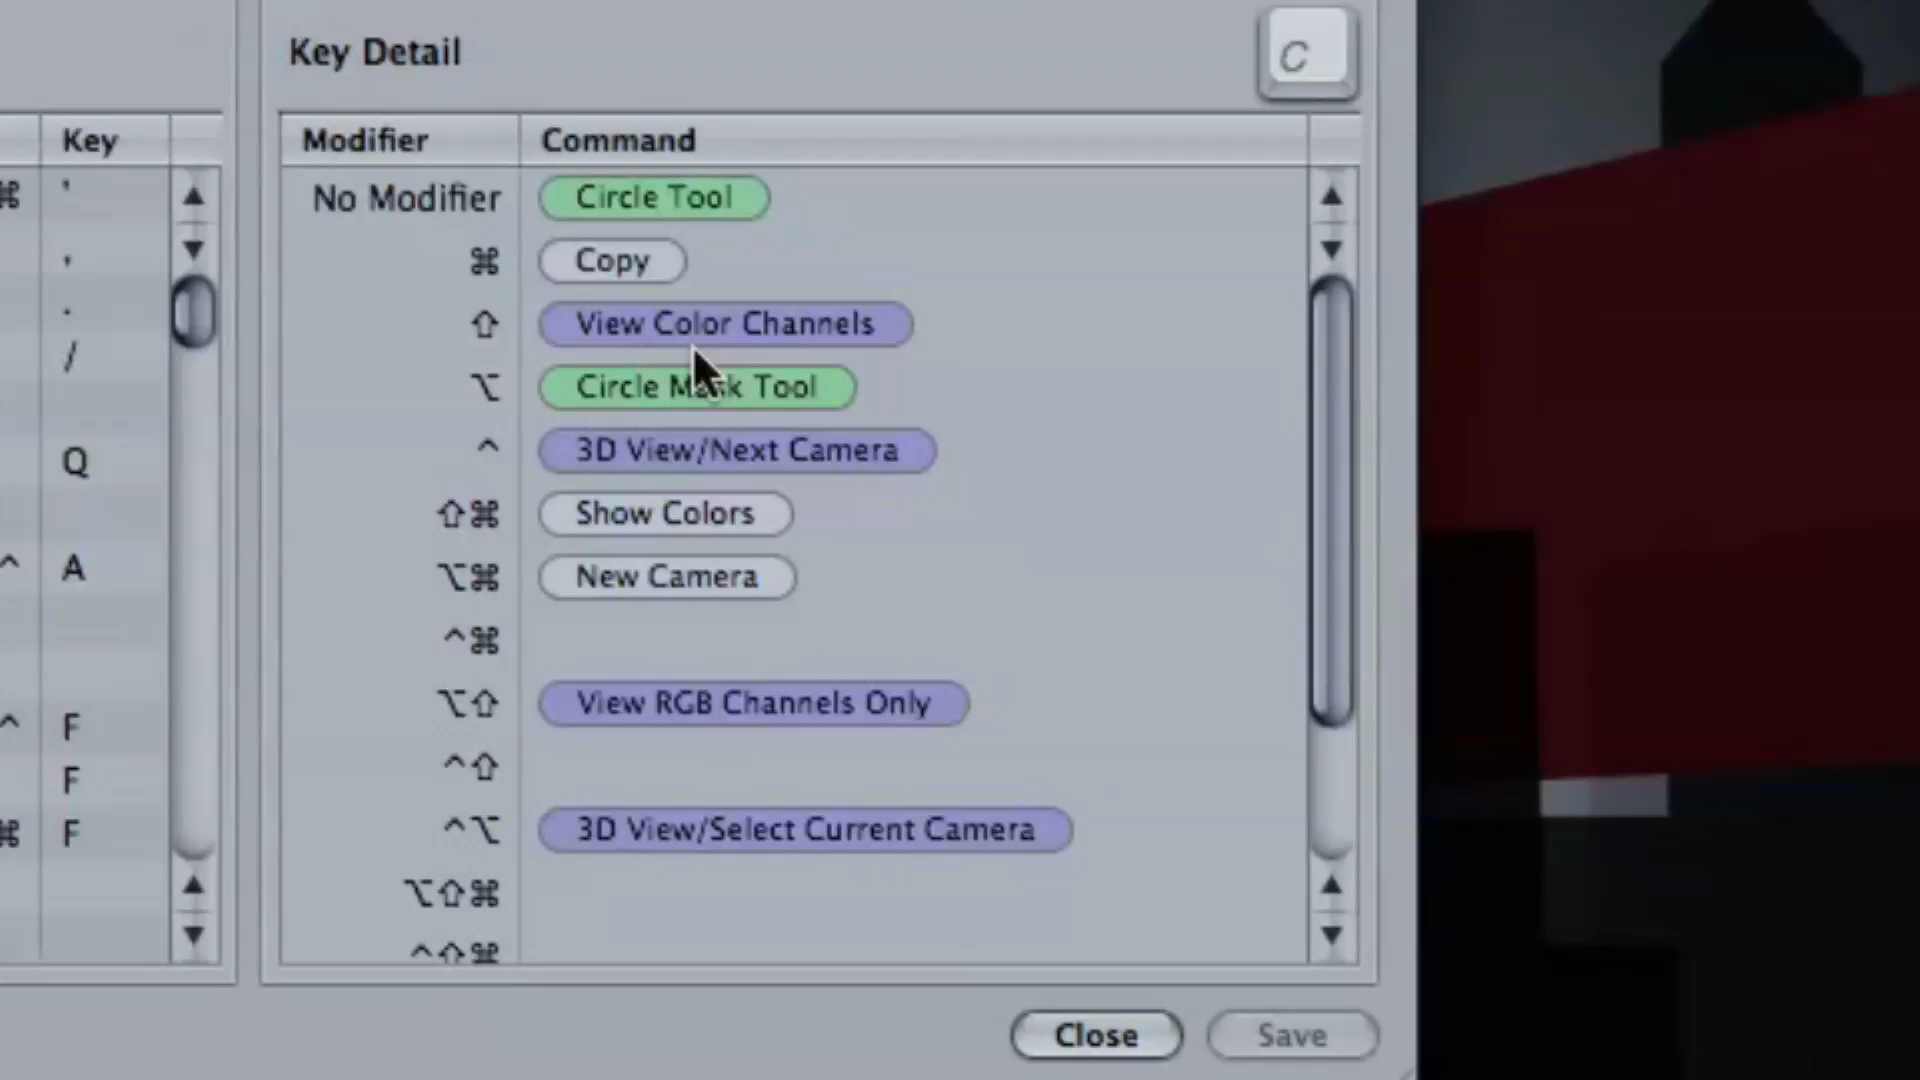 Key Detail
C
Key
Modifier
Command
⌘ '
No Modifier Circle Tool
,
⌘ Copy
.
⇧ View Color Channels
/
⌥ Circle Mask Tool
Q
^ 3D View/Next Camera
⇧⌘ Show Colors
^ A
⌥⌘ New Camera
^⌘
^ F
⌥⇧ View RGB Channels Only
F
^⇧
⌘ F
^⌥ 3D View/Select Current Camera
⌥⇧⌘
^⇧⌘
Close
Save